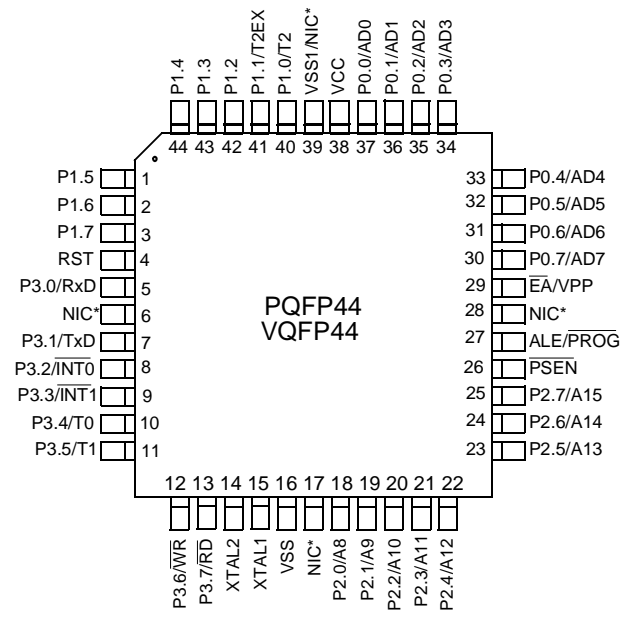 P1.4
P1.3
P1.2
P1.1/T2EX
P1.0/T2
VSS1/NIC*
VCC
P0.0/AD0
P0.1/AD1
P0.2/AD2
P0.3/AD3
44 43 42 41 40 39 38 37 36 35 34
P1.5 1
P1.6 2
P1.7 3
RST 4
P3.0/RxD 5
NIC* 6
P3.1/TxD 7
P3.2/I̅N̅T̅0 8
P3.3/I̅N̅T̅1 9
P3.4/T0 10
P3.5/T1 11
PQFP44
VQFP44
33 P0.4/AD4
32 P0.5/AD5
31 P0.6/AD6
30 P0.7/AD7
29 E̅A̅/VPP
28 NIC*
27 ALE/P̅R̅O̅G̅
26 P̅S̅E̅N̅
25 P2.7/A15
24 P2.6/A14
23 P2.5/A13
12 13 14 15 16 17 18 19 20 21 22
P3.6/W̅R̅
P3.7/R̅D̅
XTAL2
XTAL1
VSS
NIC*
P2.0/A8
P2.1/A9
P2.2/A10
P2.3/A11
P2.4/A12